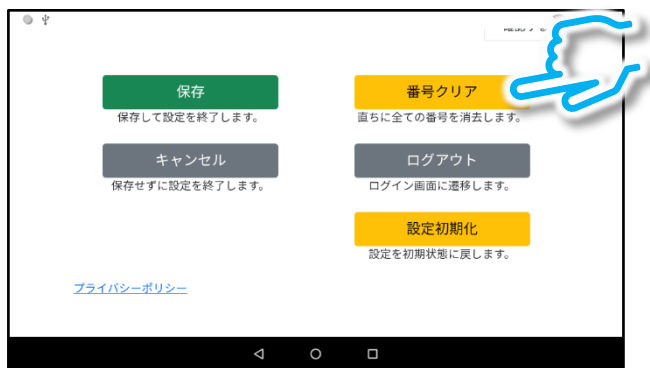 保存
番号クリア
保存して設定を終了します。
直ちに全ての番号を消去します。
キャンセル
ログアウト
保存せずに設定を終了します。
ログイン画面に遷移します。
設定初期化
設定を初期状態に戻します。
プライバシーポリシー